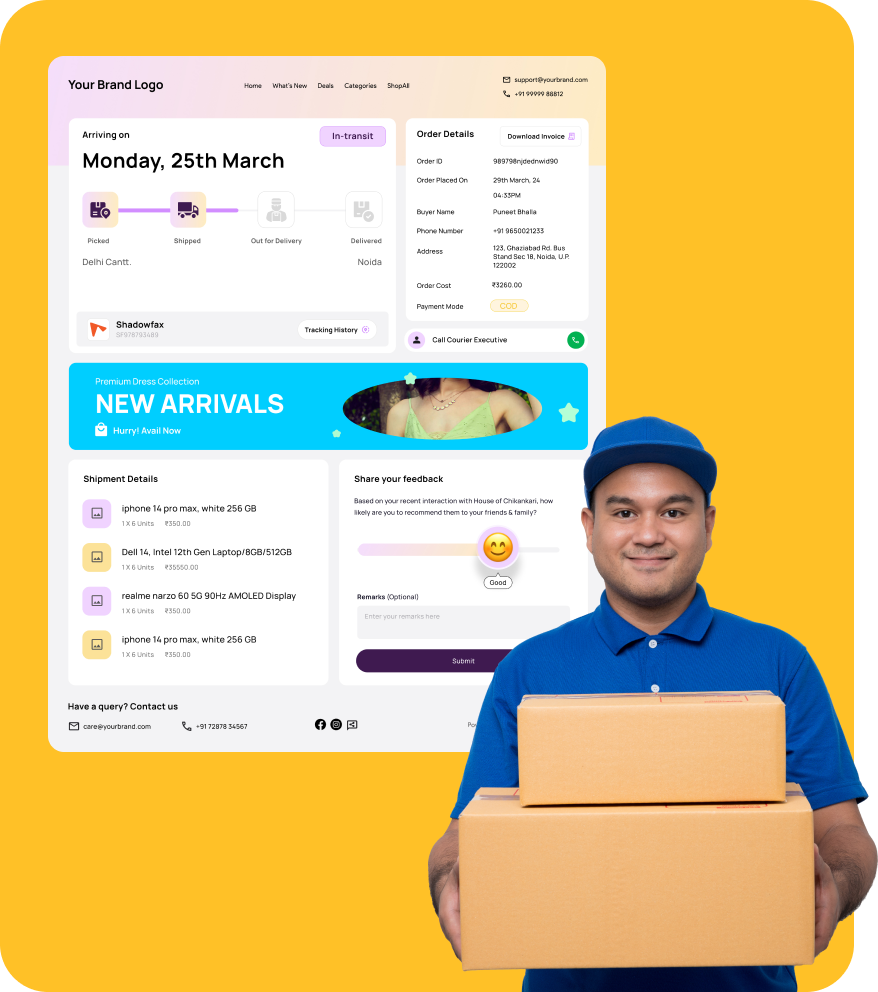 Your Brand Logo
Home What's New Deals Categories ShopAll
support@yourbrand.com
+91 99999 88812
Arriving on
In-transit
Monday, 25th March
Picked Shipped Out for Delivery Delivered
Delhi Cantt. Noida
Shadowfax
SF978793489
Tracking History
Order Details
Download Invoice
Order ID 989798njdednwid90
Order Placed On 29th March, 24
04:33PM
Buyer Name Puneet Bhalla
Phone Number +91 9650021233
Address 123, Ghaziabad Rd. Bus
Stand Sec 18, Noida, U.P.
122002
Order Cost ₹3260.00
Payment Mode COD
Call Courier Executive
Premium Dress Collection
NEW ARRIVALS
Hurry! Avail Now
Shipment Details
iphone 14 pro max, white 256 GB
1 X 6 Units ₹350.00
Dell 14, Intel 12th Gen Laptop/8GB/512GB
1 X 6 Units ₹35550.00
realme narzo 60 5G 90Hz AMOLED Display
1 X 6 Units ₹350.00
iphone 14 pro max, white 256 GB
1 X 6 Units ₹350.00
Share your feedback
Based on your recent interaction with House of Chikankari, how
likely are you to recommend them to your friends & family?
Good
Remarks (Optional)
Enter your remarks here
Submit
Have a query? Contact us
care@yourbrand.com +91 72878 34567